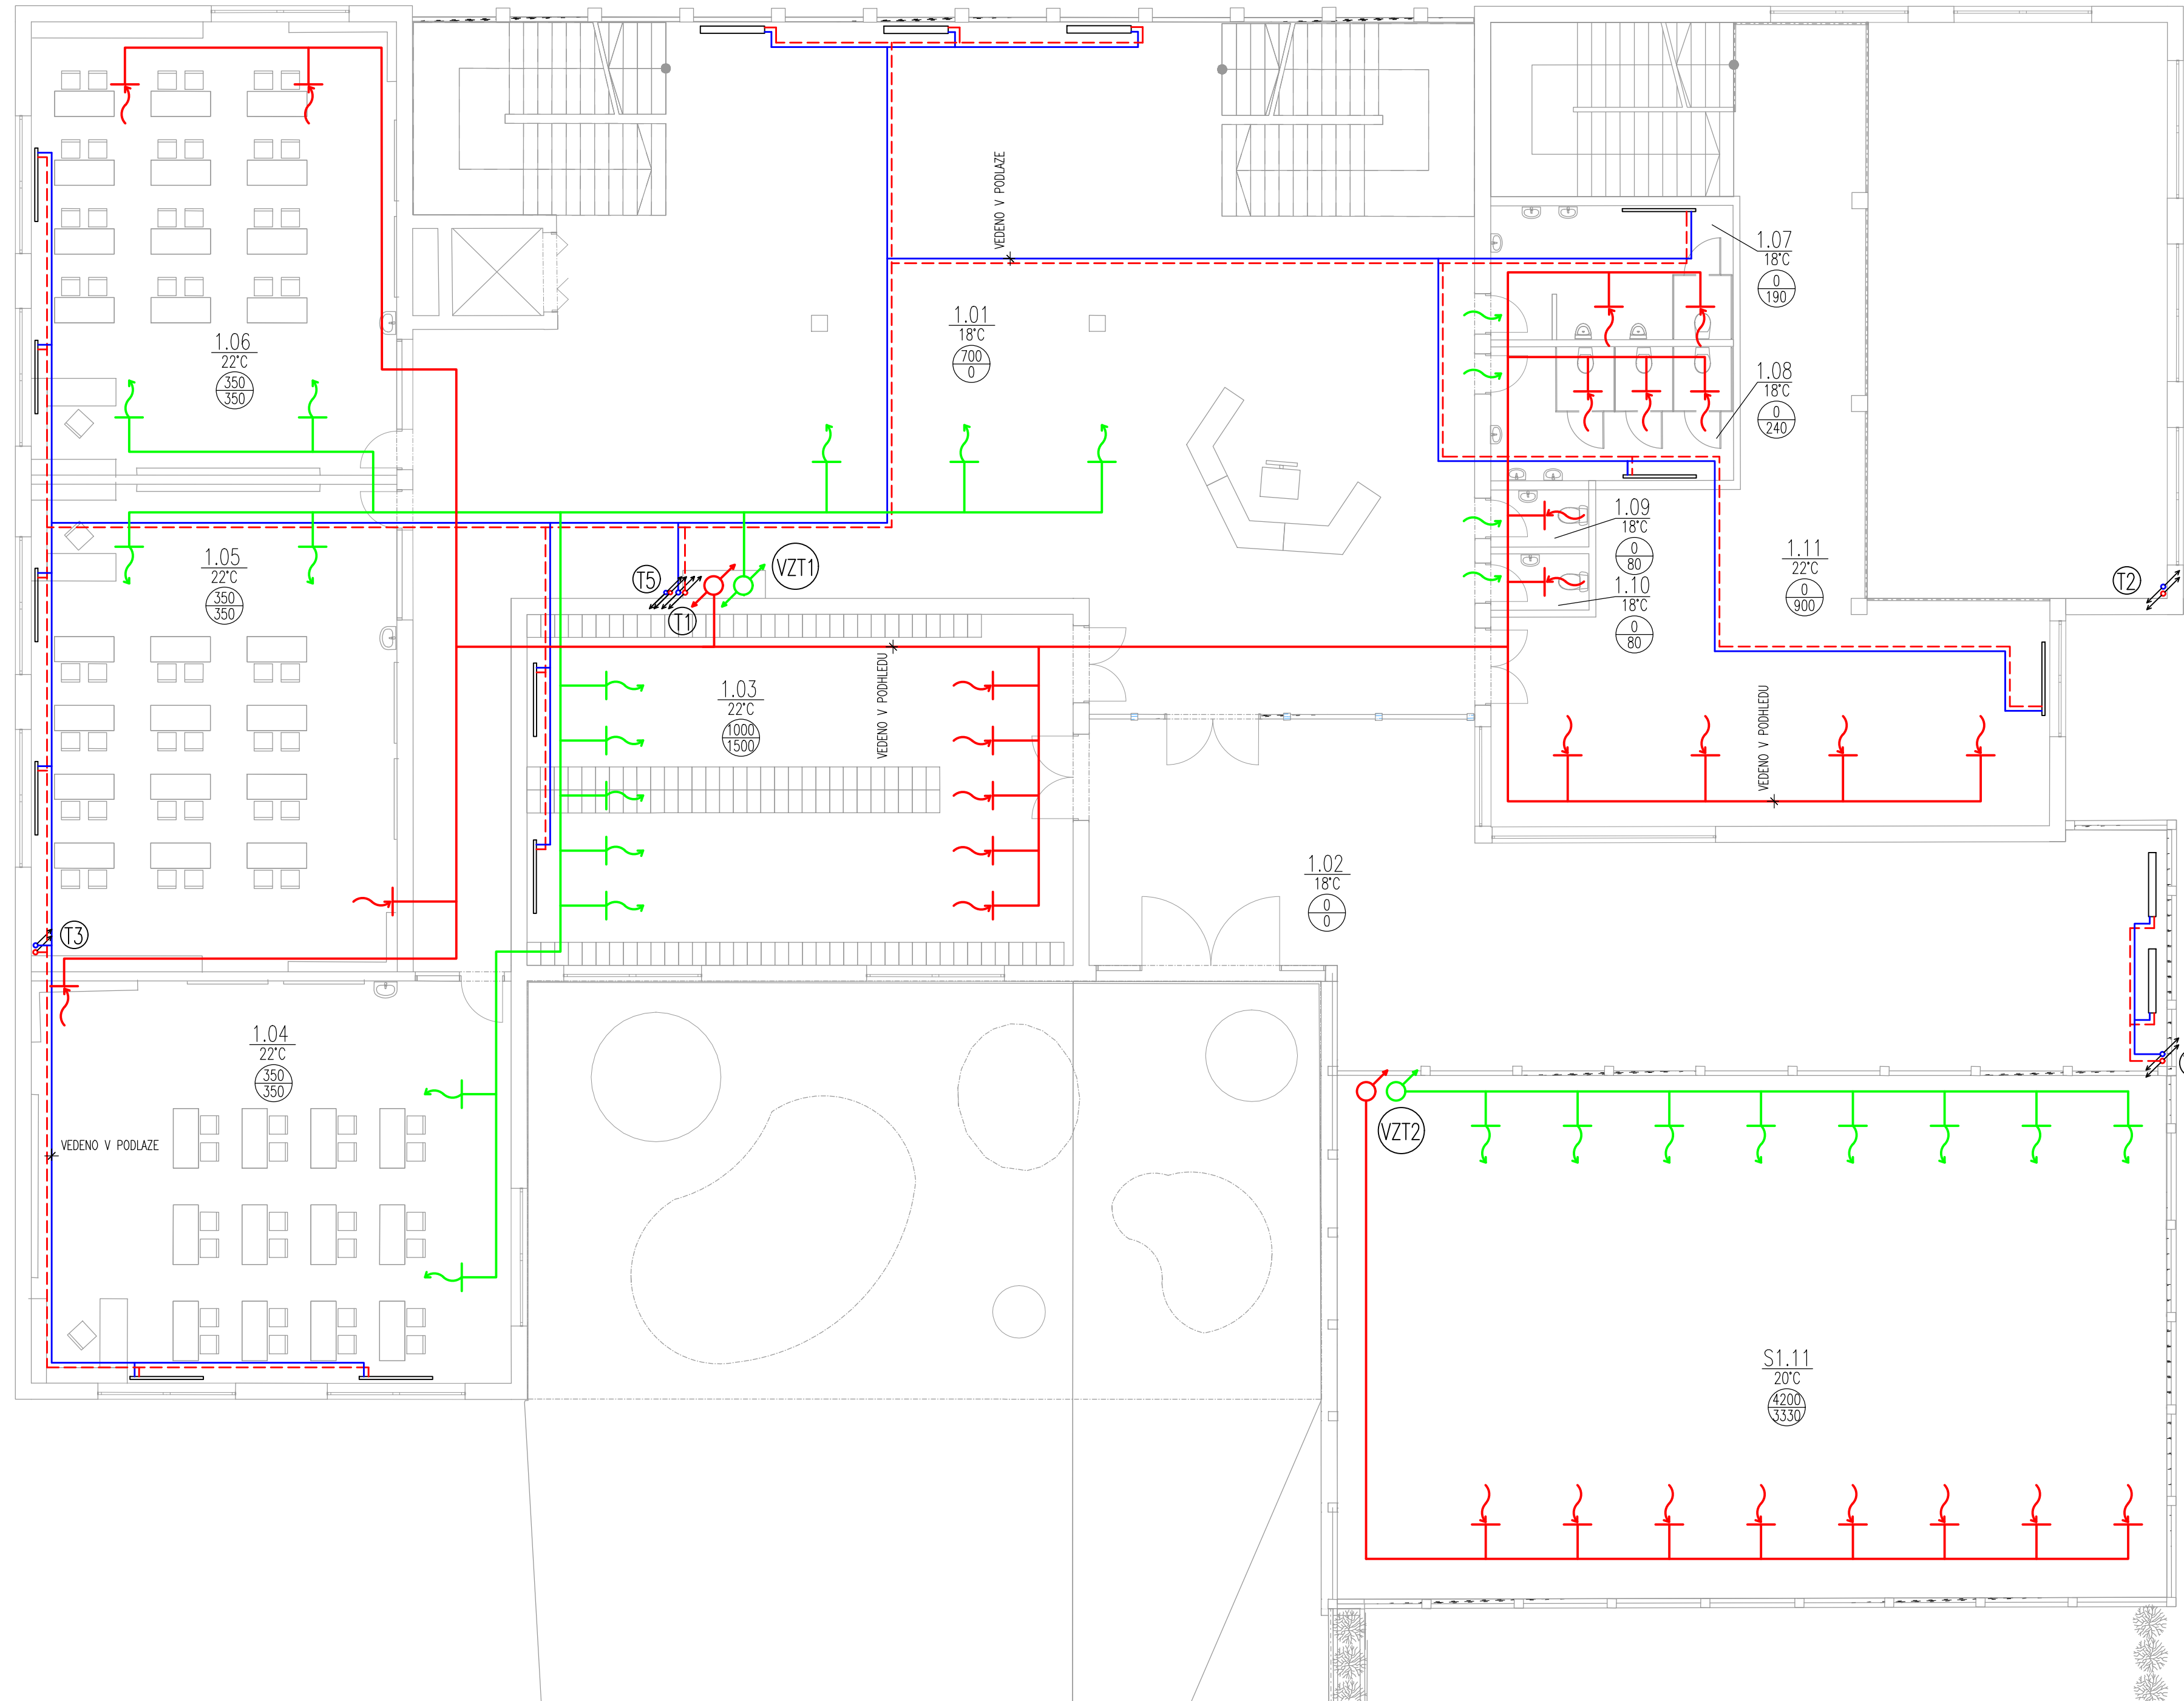 VEDENO V PODLAZE
1.07
18°C
0
190
1.01
18°C
700
0
1.06
22°C
350
350
1.08
18°C
0
240
1.09
18°C
0
80
1.05
22°C
350
350
T5
VZT1
T1
1.10
18°C
0
80
1.11
22°C
0
900
T2
1.03
22°C
1000
1500
VEDENO V PODHLEDU
VEDENO V PODHLEDU
1.02
18°C
0
0
T3
1.04
22°C
350
350
VEDENO V PODLAZE
VZT2
S1.11
20°C
4200
3330